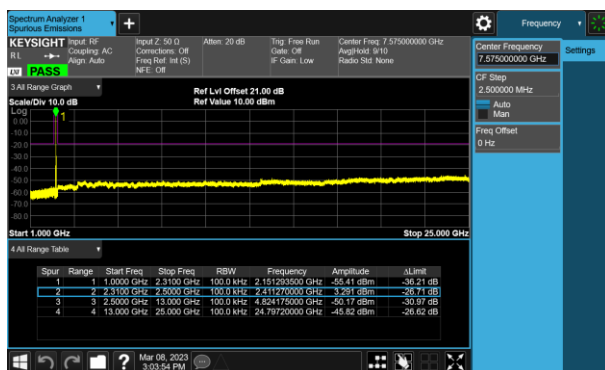 Spectrum Analyzer 1
Spurious Emissions
Frequency
KEYSIGHT
Input: RF
Coupling: AC
Align: Auto
Input Z: 50 Ω
Corrections: Off
Freq Ref: Int (S)
NFE: Off
Atten: 20 dB
Trig: Free Run
Gate: Off
IF Gain: Low
Center Freq: 7.575000000 GHz
Avg|Hold: 9/10
Radio Std: None
R L
LXI
PASS
Center Frequency
7.575000000 GHz
Settings
CF Step
2.500000 MHz
Auto
Man
Freq Offset
0 Hz
3 All Range Graph
Scale/Div 10.0 dB
Ref Lvl Offset 21.00 dB
Ref Value 10.00 dBm
Log
1
0.00
-10.0
-20.0
-30.0
-40.0
-50.0
-60.0
-70.0
-80.0
Start 1.000 GHz
Stop 25.000 GHz
4 All Range Table
Spur Range Start Freq Stop Freq RBW Frequency Amplitude ΔLimit
1 1 1.0000 GHz 2.3100 GHz 100.0 kHz 2.151293500 GHz -55.41 dBm -36.21 dB
2 2 2.3100 GHz 2.5000 GHz 100.0 kHz 2.411270000 GHz 3.291 dBm -26.71 dB
3 3 2.5000 GHz 13.000 GHz 100.0 kHz 4.824175000 GHz -50.17 dBm -30.97 dB
4 4 13.000 GHz 25.000 GHz 100.0 kHz 24.79720000 GHz -45.82 dBm -26.62 dB
?
Mar 08, 2023
3:03:54 PM